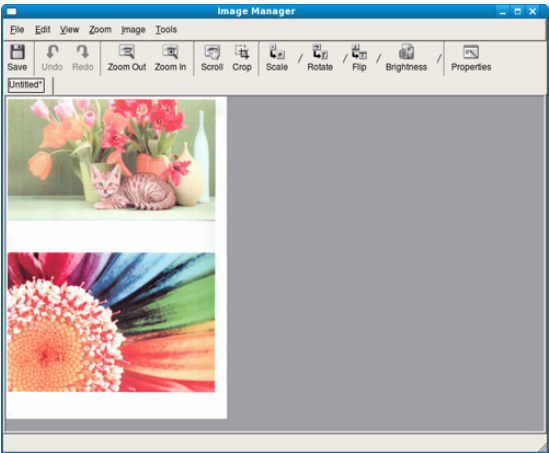 Image Manager
File Edit View Zoom Image Tools
Save Undo Redo Zoom Out Zoom In Scroll Crop Scale / Rotate / Flip / Brightness / Properties
Untitled*